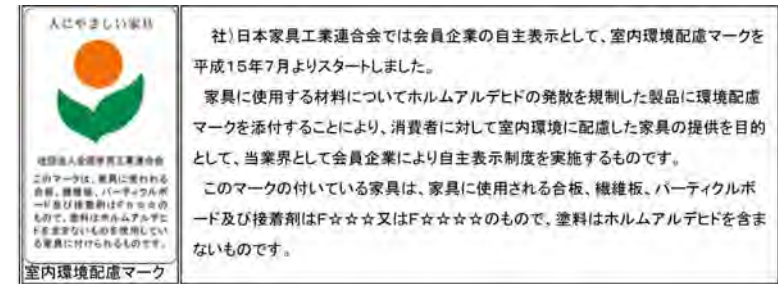 人にやさしい家具
社団法人全国家具工業連合会
このマークは、家具に使われる
合板、繊維板、パーティクルボ
ード及び接着剤はF☆☆☆の
もので、塗料はホルムアルデヒ
ドを含まないものを使用してい
る家具に付けられるものです。
室内環境配慮マーク
社)日本家具工業連合会では会員企業の自主表示として、室内環境配慮マークを
平成15年7月よりスタートしました。
家具に使用する材料についてホルムアルデヒドの発散を規制した製品に環境配慮
マークを添付することにより、消費者に対して室内環境に配慮した家具の提供を目的
として、当業界として会員企業により自主表示制度を実施するものです。
このマークの付いている家具は、家具に使用される合板、繊維板、パーティクルボ
ード及び接着剤はF☆☆☆又はF☆☆☆☆のもので、塗料はホルムアルデヒドを含ま
ないものです。